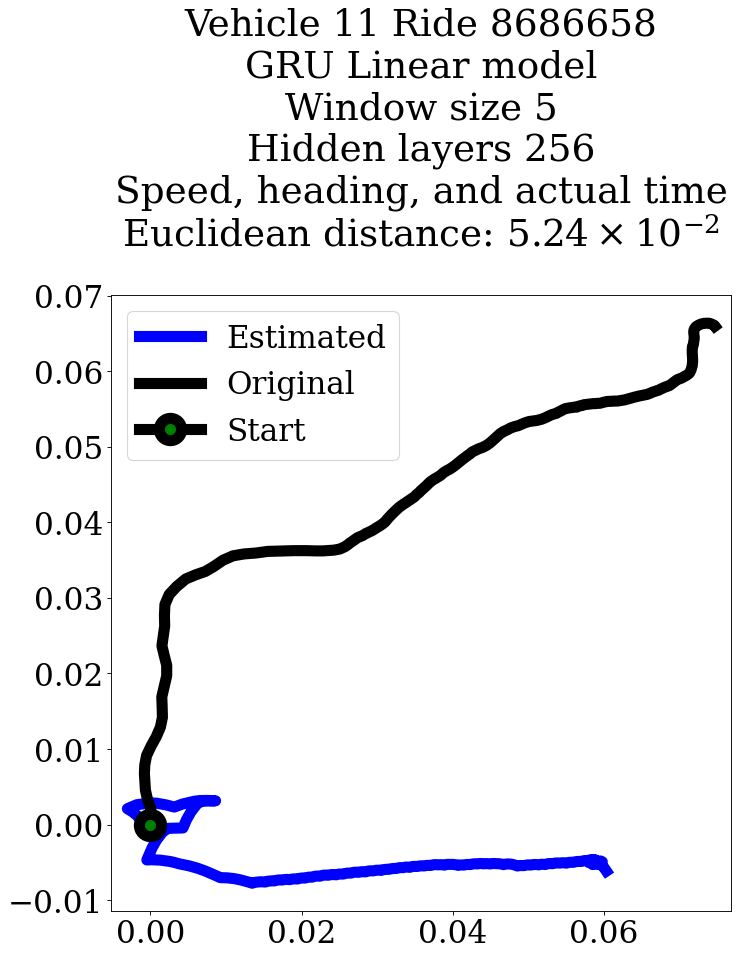 Vehicle 11 Ride 8686658
GRU Linear model
Window size 5
Hidden layers 256
Speed, heading, and actual time
Euclidean distance: 5.24 × 10⁻²
0.07
0.06
0.05
0.04
0.03
0.02
0.01
0.00
−0.01
Estimated
Original
Start
0.00 0.02 0.04 0.06